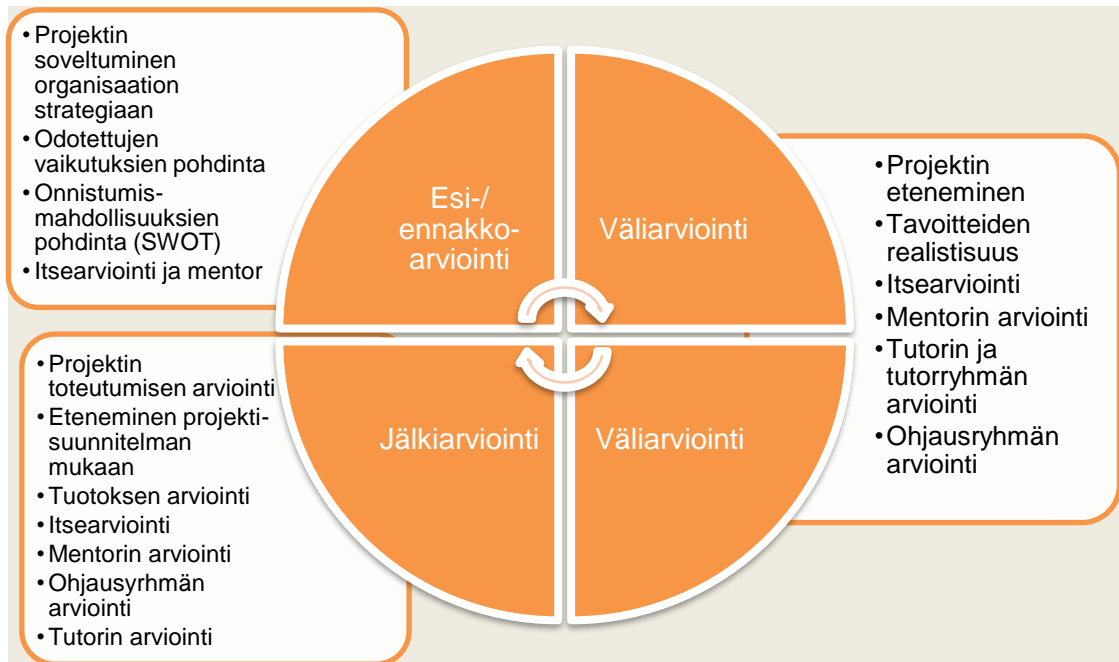 • Projektin
soveltuminen
organisaation
strategiaan
• Odotettujen
vaikutuksien pohdinta
• Onnistumis-
mahdollisuuksien
pohdinta (SWOT)
• Itsearviointi ja mentor
Esi-/
ennakko-
arviointi
Väliarviointi
• Projektin
eteneminen
• Tavoitteiden
realistisuus
• Itsearviointi
• Mentorin arviointi
• Tutorin ja
tutorryhmän
arviointi
• Ohjausryhmän
arviointi
• Projektin
toteutumisen arviointi
• Eteneminen projekti-
suunnitelman
mukaan
• Tuotoksen arviointi
• Itsearviointi
• Mentorin arviointi
• Ohjausyrhmän
arviointi
• Tutorin arviointi
Jälkiarviointi
Väliarviointi